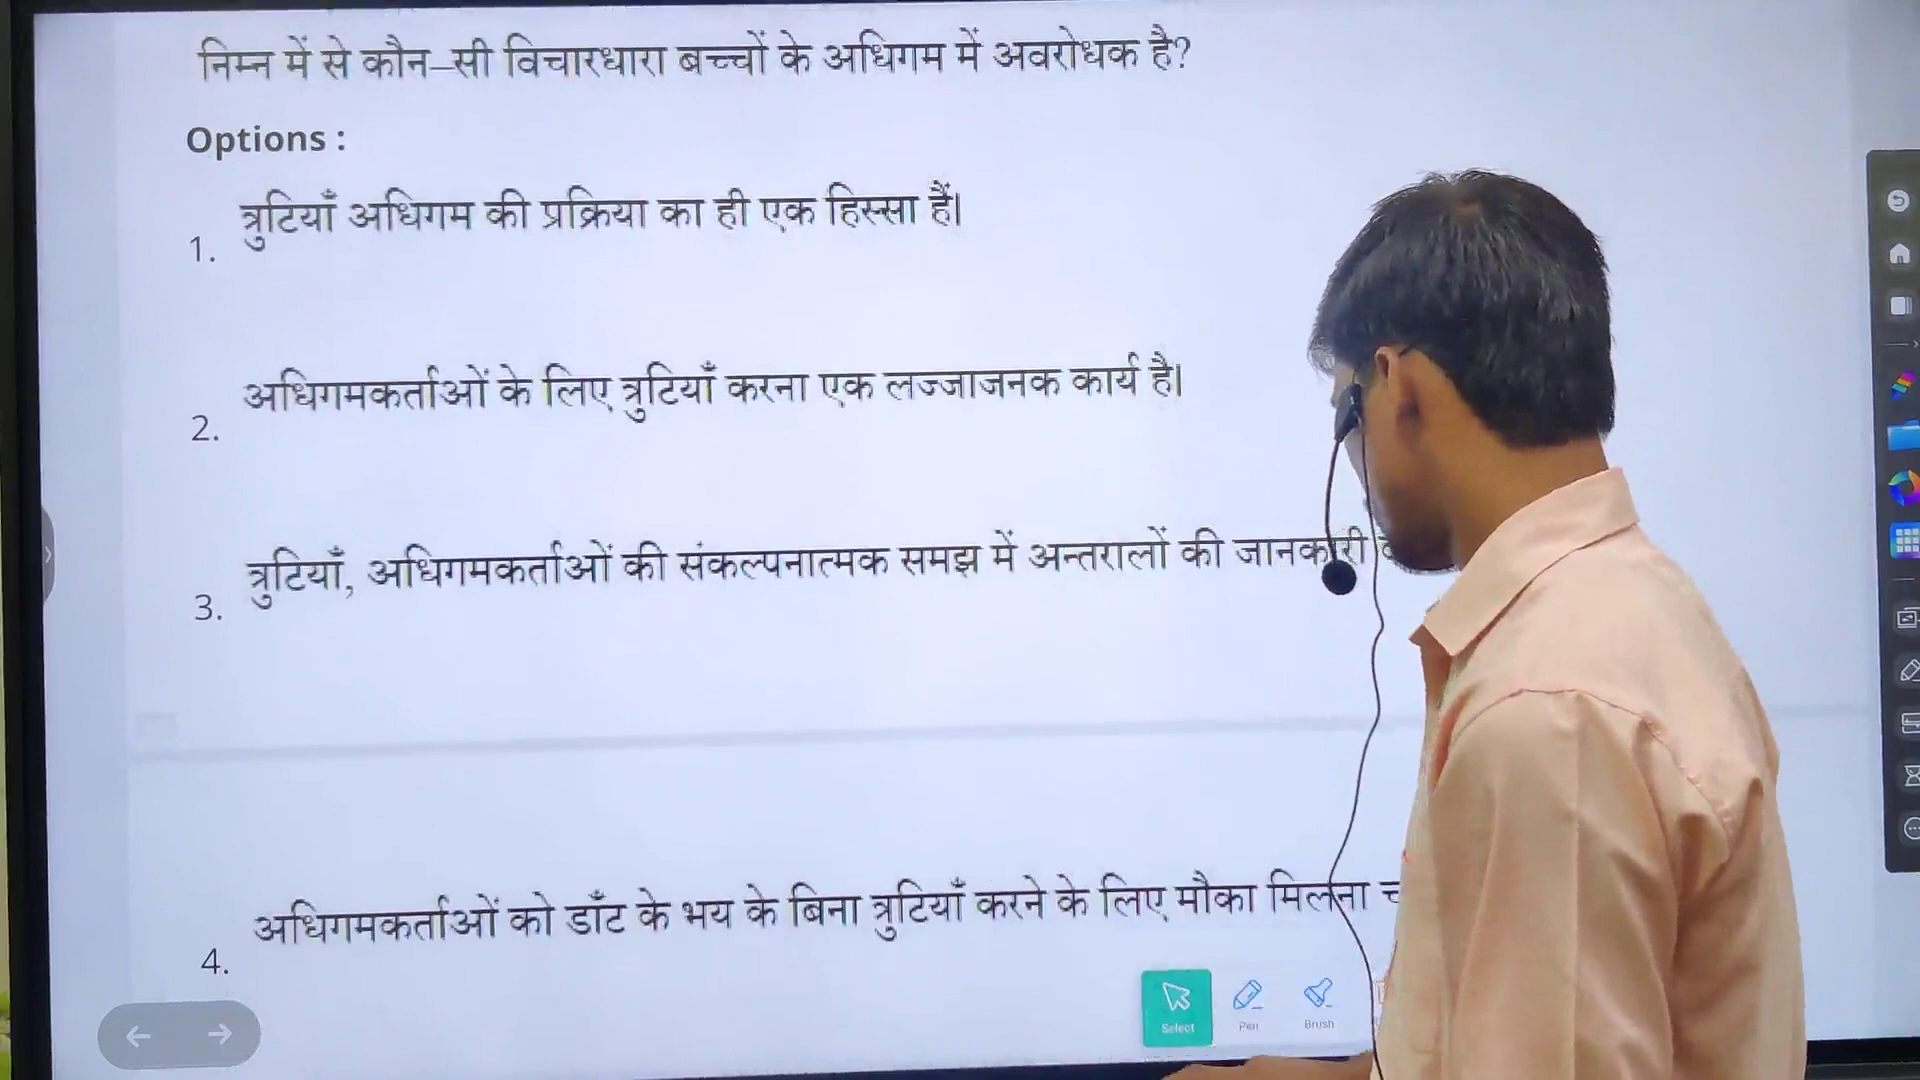 निम्न में से कौन–सी विचारधारा बच्चों के अधिगम में अवरोधक है?
Options :
1. त्रुटियाँ अधिगम की प्रक्रिया का ही एक हिस्सा हैं।
2. अधिगमकर्ताओं के लिए त्रुटियाँ करना एक लज्जाजनक कार्य है।
3. त्रुटियाँ, अधिगमकर्ताओं की संकल्पनात्मक समझ में अन्तरालों की जानकारी
4. अधिगमकर्ताओं को डाँट के भय के बिना त्रुटियाँ करने के लिए मौका मिलना
Select Pen Brush